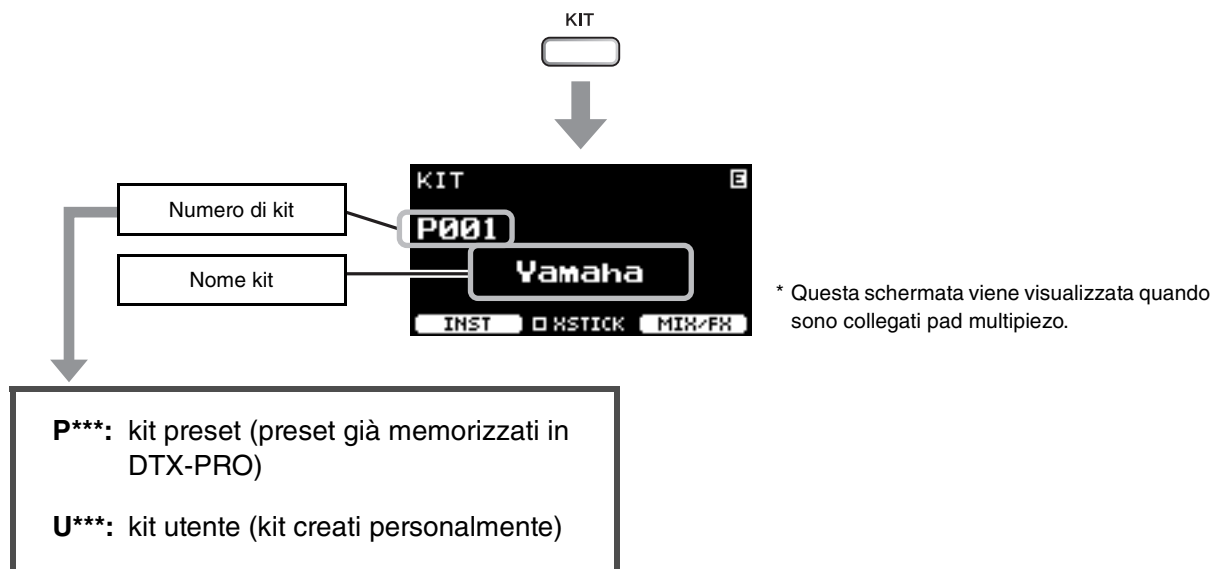 KIT
KIT E
Numero di kit
P001
Nome kit
Yamaha
* Questa schermata viene visualizzata quando
sono collegati pad multipiezo.
INST XSTICK MIX/FX
P***: kit preset (preset già memorizzati in
DTX-PRO)
U***: kit utente (kit creati personalmente)